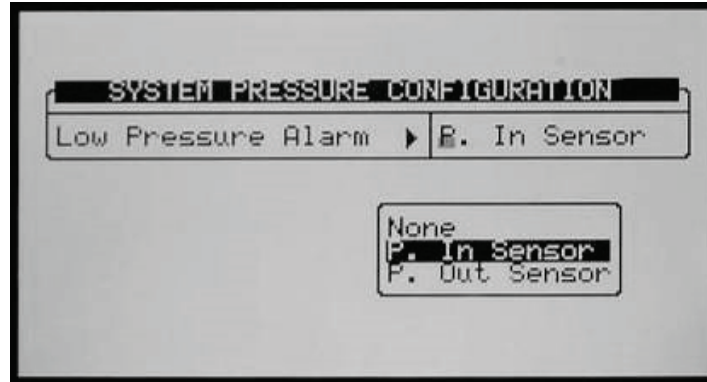 SYSTEM PRESSURE CONFIGURATION
Low Pressure Alarm ▶ P. In Sensor
None
P. In Sensor
P. Out Sensor